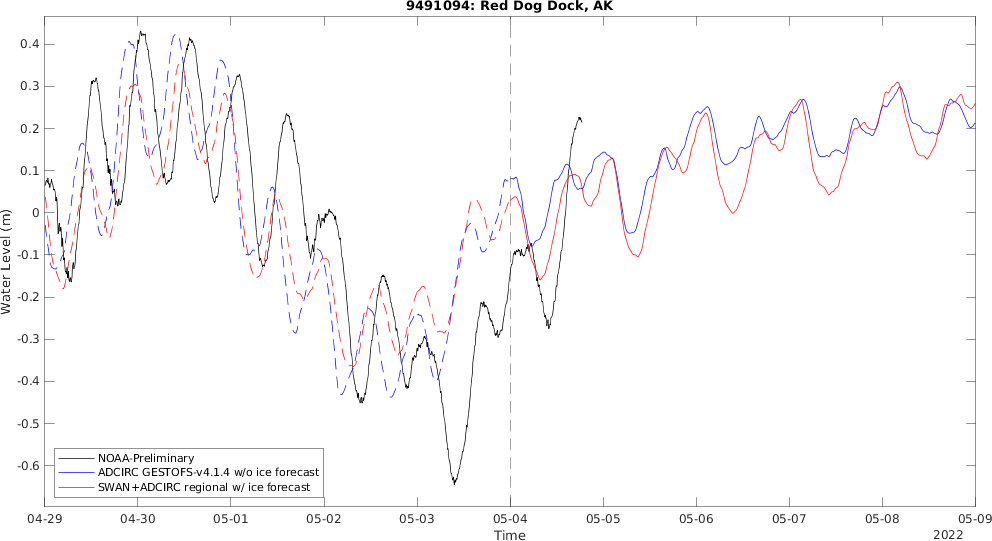 9491094: Red Dog Dock, AK
Water Level (m)
0.4
0.3
0.2
0.1
0
-0.1
-0.2
-0.3
-0.4
-0.5
-0.6
NOAA-Preliminary
ADCIRC GESTOFS-v4.1.4 w/o ice forecast
SWAN+ADCIRC regional w/ ice forecast
04-29 04-30 05-01 05-02 05-03 05-04 05-05 05-06 05-07 05-08 05-09
Time
2022